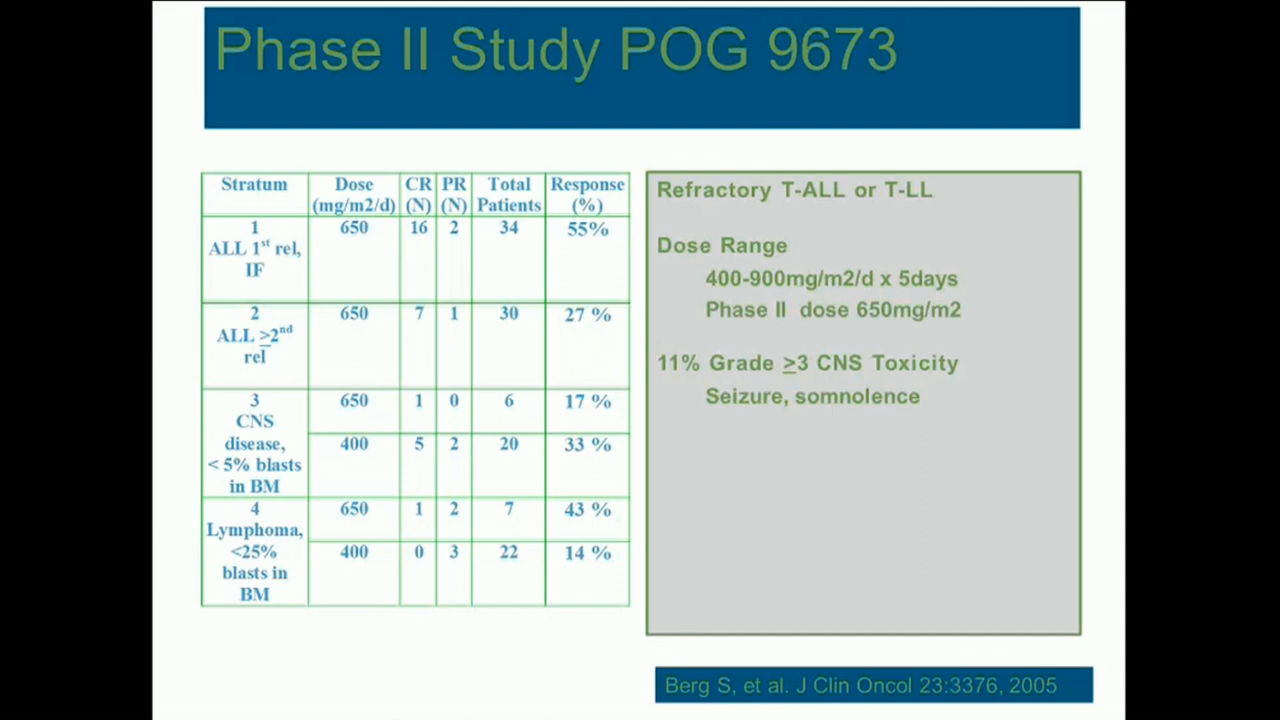 Phase II Study POG 9673
Stratum Dose (mg/m2/d) CR (N) PR (N) Total Patients Response (%)
1 ALL 1st rel, IF 650 16 2 34 55%
2 ALL ≥2nd rel 650 7 1 30 27 %
3 CNS disease, < 5% blasts in BM 650 1 0 6 17 %
400 5 2 20 33 %
4 Lymphoma, <25% blasts in BM 650 1 2 7 43 %
400 0 3 22 14 %
Refractory T-ALL or T-LL
Dose Range
400-900mg/m2/d x 5days
Phase II dose 650mg/m2
11% Grade ≥3 CNS Toxicity
Seizure, somnolence
Berg S, et al. J Clin Oncol 23:3376, 2005